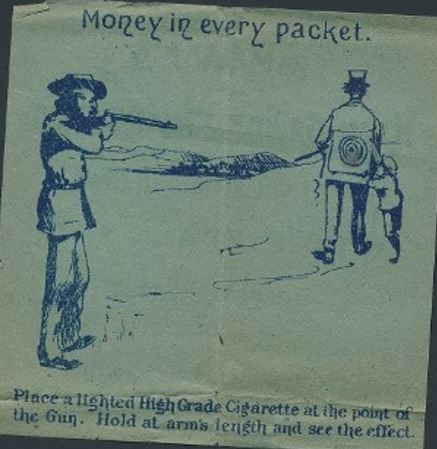 Money in every packet.
Place a lighted High Grade Cigarette at the point of
the Gun. Hold at arm's length and see the effect.